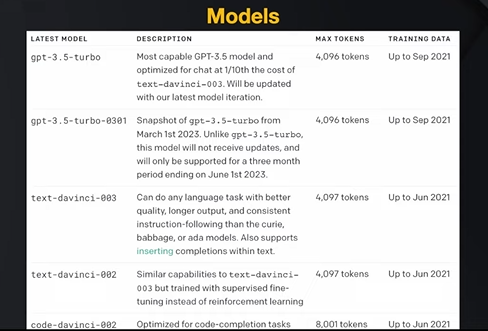 Models
LATEST MODEL DESCRIPTION MAX TOKENS TRAINING DATA
gpt-3.5-turbo Most capable GPT-3.5 model and 4,096 tokens Up to Sep 2021
optimized for chat at 1/10th the cost of
text-davinci-003. Will be updated
with our latest model iteration.
gpt-3.5-turbo-0301 Snapshot of gpt-3.5-turbo from 4,096 tokens Up to Sep 2021
March 1st 2023. Unlike gpt-3.5-turbo,
this model will not receive updates, and
will only be supported for a three month
period ending on June 1st 2023.
text-davinci-003 Can do any language task with better 4,097 tokens Up to Jun 2021
quality, longer output, and consistent
instruction-following than the curie,
babbage, or ada models. Also supports
inserting completions within text.
text-davinci-002 Similar capabilities to text-davinci- 4,097 tokens Up to Jun 2021
003 but trained with supervised fine-
tuning instead of reinforcement learning
code-davinci-002 Optimized for code-completion tasks 8,001 tokens Up to Jun 2021